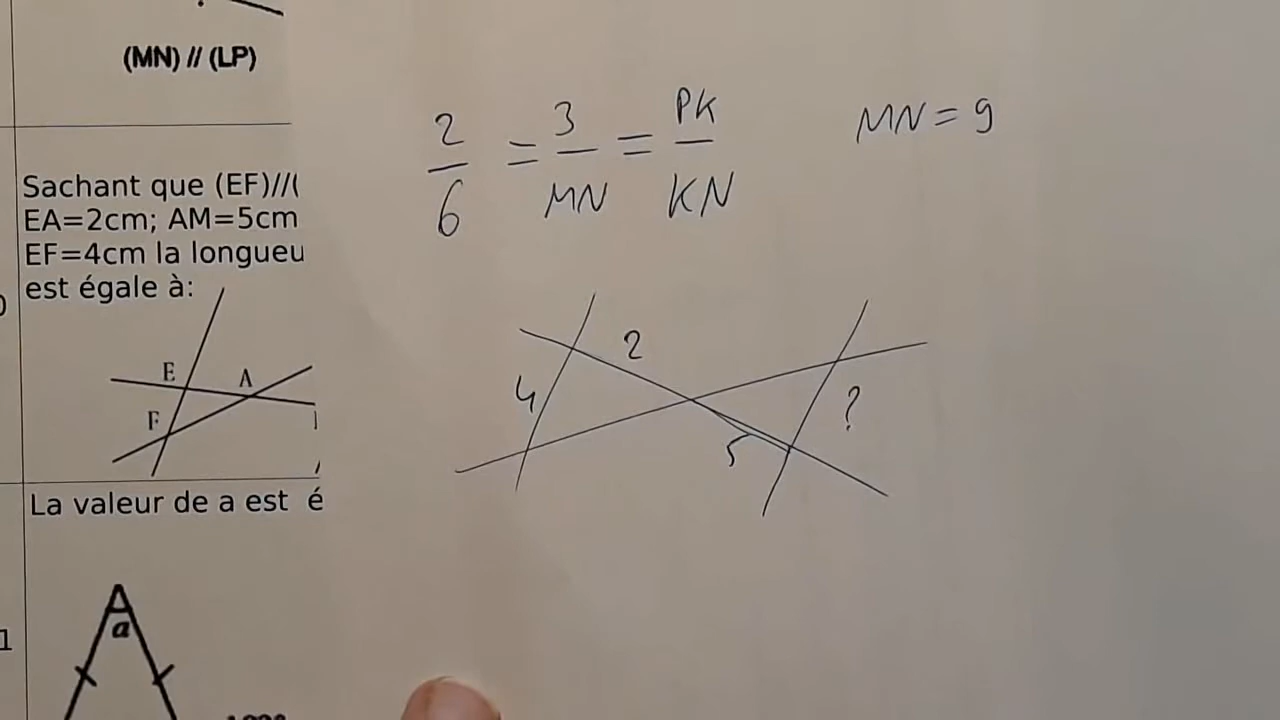 (MN) // (LP)
2/6 = 3/MN = PK/KN
MN = 9
Sachant que (EF)//(
EA=2cm; AM=5cm
EF=4cm la longueu
est égale à:
E
A
F
2
4
5
?
La valeur de a est é
1
a